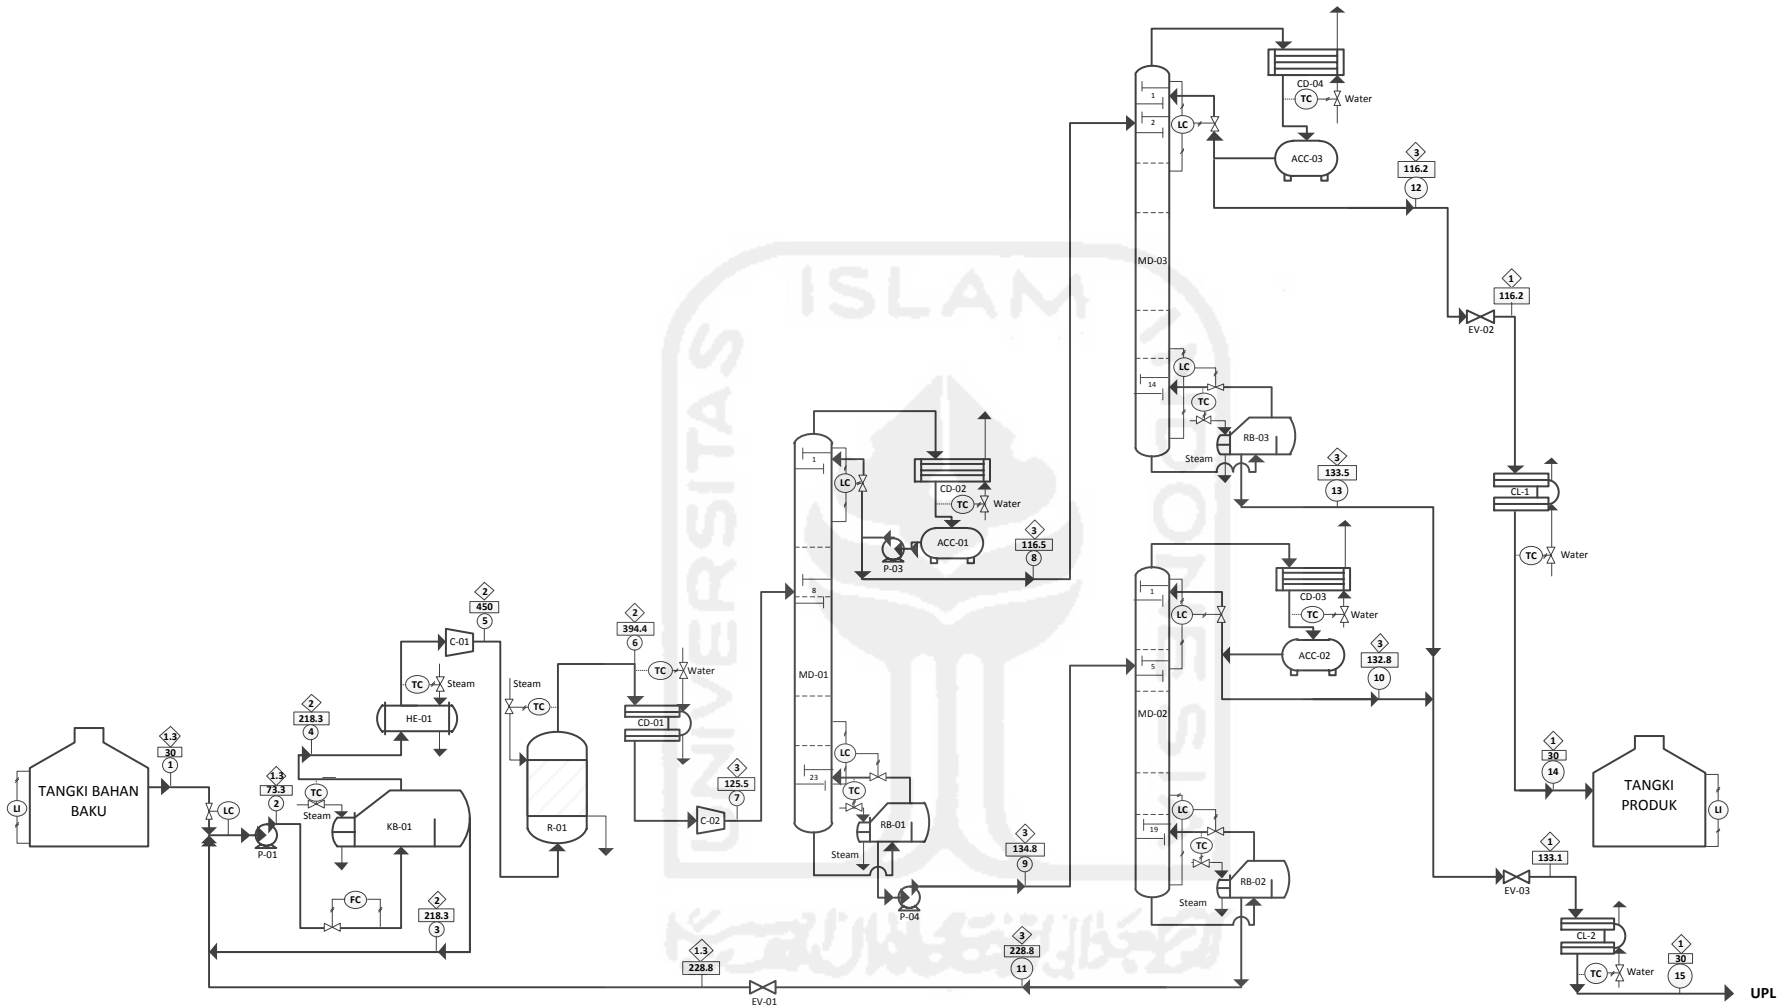 CD-04
TC
Water
1
2
LC
ACC-03
3
116.2
12
MD-03
1
116.2
EV-02
LC
14
TC
RB-03
Steam
3
133.5
13
CL-1
TC
Water
1
LC
CD-02
TC
Water
ACC-01
P-03
3
116.5
8
8
MD-01
LC
23
TC
RB-01
Steam
P-04
3
134.8
9
CD-03
TC
Water
1
LC
ACC-02
5
3
132.8
10
MD-02
LC
19
TC
RB-02
Steam
2
450
5
C-01
TC
Steam
HE-01
2
218.3
4
Steam
TC
R-01
2
394.4
6
TC
Water
CD-01
3
125.5
7
C-02
TANGKI BAHAN
BAKU
LI
1.3
30
1
LC
P-01
1.3
73.3
2
TC
Steam
KB-01
FC
2
218.3
3
1.3
228.8
EV-01
3
228.8
11
1
30
14
TANGKI
PRODUK
LI
1
133.1
EV-03
CL-2
TC
Water
1
30
15
UPL
UNIVERSITAS
ISLAM
INDONESIA